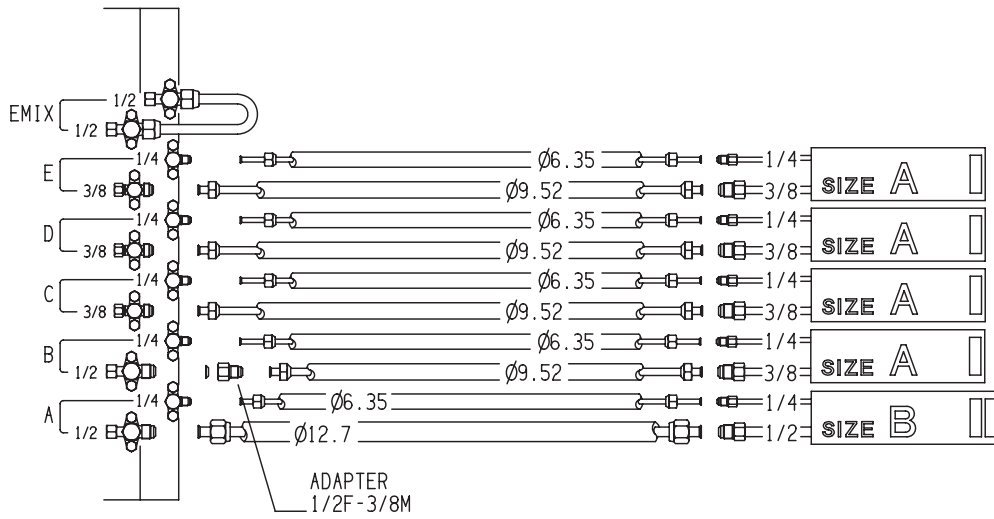 EMIX
1/2
1/2
E
1/4
Ø6.35
1/4
3/8
Ø9.52
3/8
SIZE A
D
1/4
Ø6.35
1/4
3/8
Ø9.52
3/8
SIZE A
C
1/4
Ø6.35
1/4
3/8
Ø9.52
3/8
SIZE A
B
1/4
Ø6.35
1/4
1/2
Ø9.52
3/8
SIZE A
A
1/4
Ø6.35
1/4
1/2
Ø12.7
1/2
SIZE B
ADAPTER
1/2F-3/8M